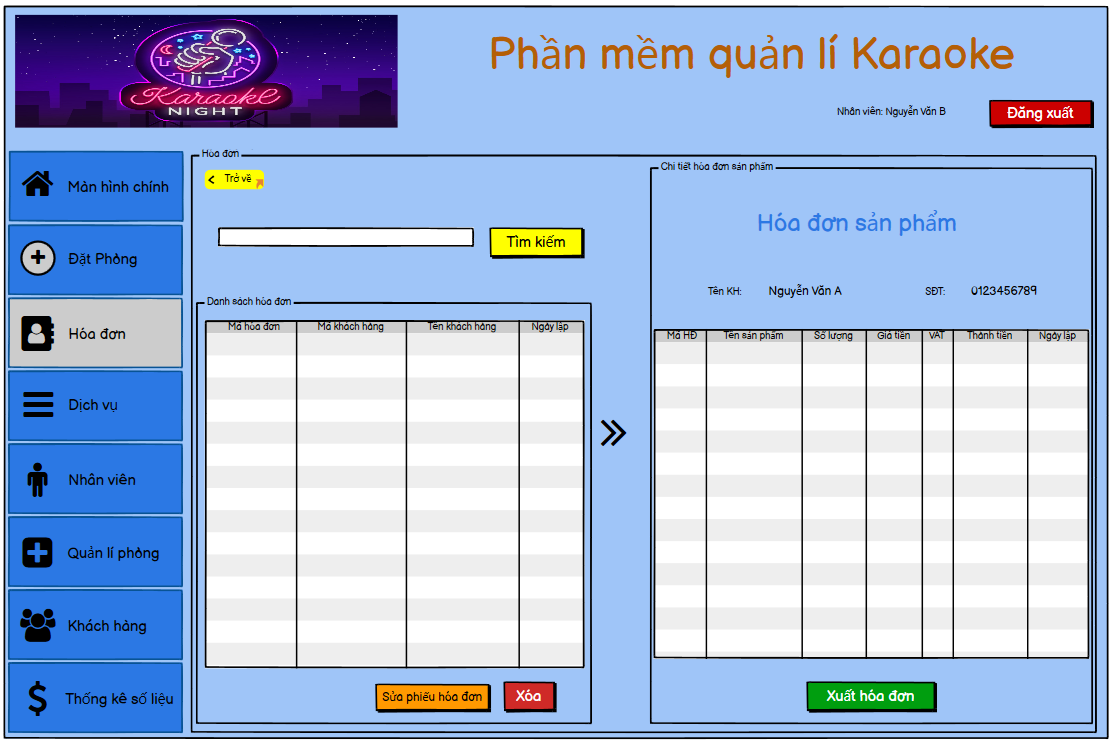 Karaoke
NIGHT
Phần mềm quản lí Karaoke
Nhân viên: Nguyễn Văn B
Đăng xuất
Màn hình chính
Đặt Phòng
Hóa đơn
Dịch vụ
Nhân viên
Quản lí phòng
Khách hàng
Thống kê số liệu
Hóa đơn
Trở về
Tìm kiếm
Danh sách hóa đơn
Mã hóa đơn Mã khách hàng Tên khách hàng Ngày lập
Sửa phiếu hóa đơn
Xóa
Chi tiết hóa đơn sản phẩm
Hóa đơn sản phẩm
Tên KH: Nguyễn Văn A SĐT: 0123456789
Mã HĐ Tên sản phẩm Số lượng Giá tiền VAT Thành tiền Ngày lập
Xuất hóa đơn